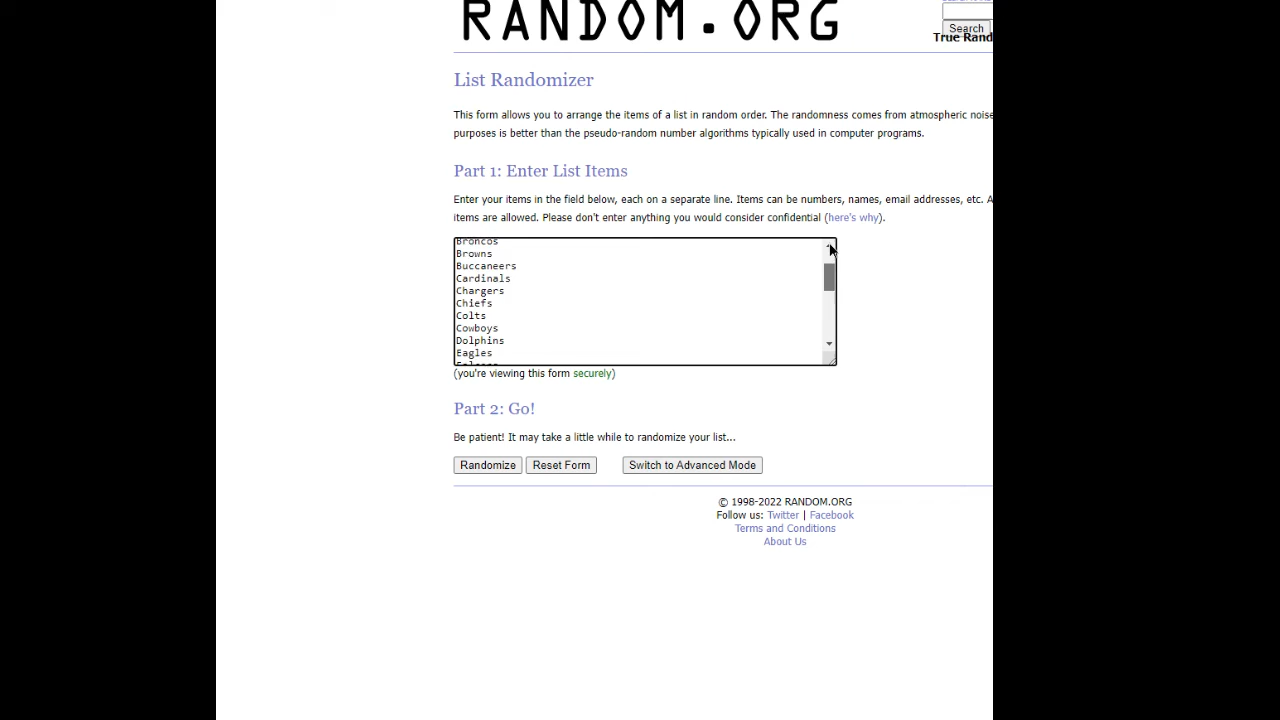 RANDOM.ORG
Search
True Rand
List Randomizer
This form allows you to arrange the items of a list in random order. The randomness comes from atmospheric noise
purposes is better than the pseudo-random number algorithms typically used in computer programs.
Part 1: Enter List Items
Enter your items in the field below, each on a separate line. Items can be numbers, names, email addresses, etc. A
items are allowed. Please don't enter anything you would consider confidential (here's why).
Broncos
Browns
Buccaneers
Cardinals
Chargers
Chiefs
Colts
Cowboys
Dolphins
Eagles
(you're viewing this form securely)
Part 2: Go!
Be patient! It may take a little while to randomize your list...
Randomize Reset Form Switch to Advanced Mode
© 1998-2022 RANDOM.ORG
Follow us: Twitter | Facebook
Terms and Conditions
About Us